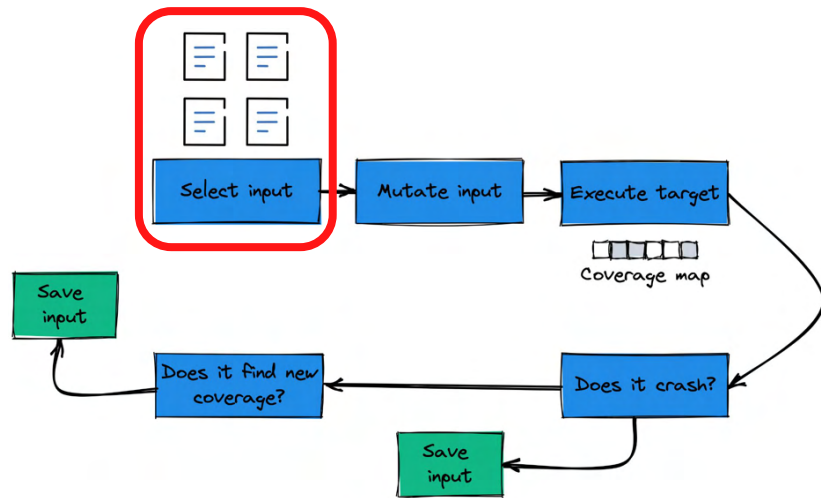 Select input
Mutate input
Execute target
Coverage map
Save
input
Does it find new
coverage?
Does it crash?
Save
input